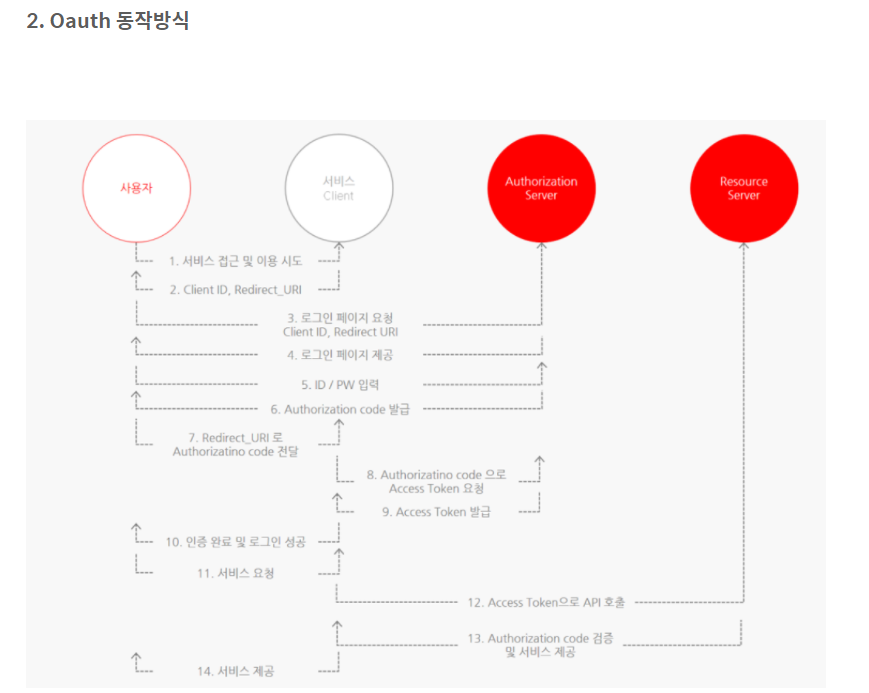 2. Oauth 동작방식
사용자
서비스
Client
Authorization
Server
Resource
Server
1. 서비스 접근 및 이용 시도
2. Client ID, Redirect_URI
3. 로그인 페이지 요청
Client ID, Redirect URI
4. 로그인 페이지 제공
5. ID / PW 입력
6. Authorization code 발급
7. Redirect_URI 로
Authorizatino code 전달
8. Authorizatino code 으로
Access Token 요청
9. Access Token 발급
10. 인증 완료 및 로그인 성공
11. 서비스 요청
12. Access Token으로 API 호출
13. Authorization code 검증
및 서비스 제공
14. 서비스 제공